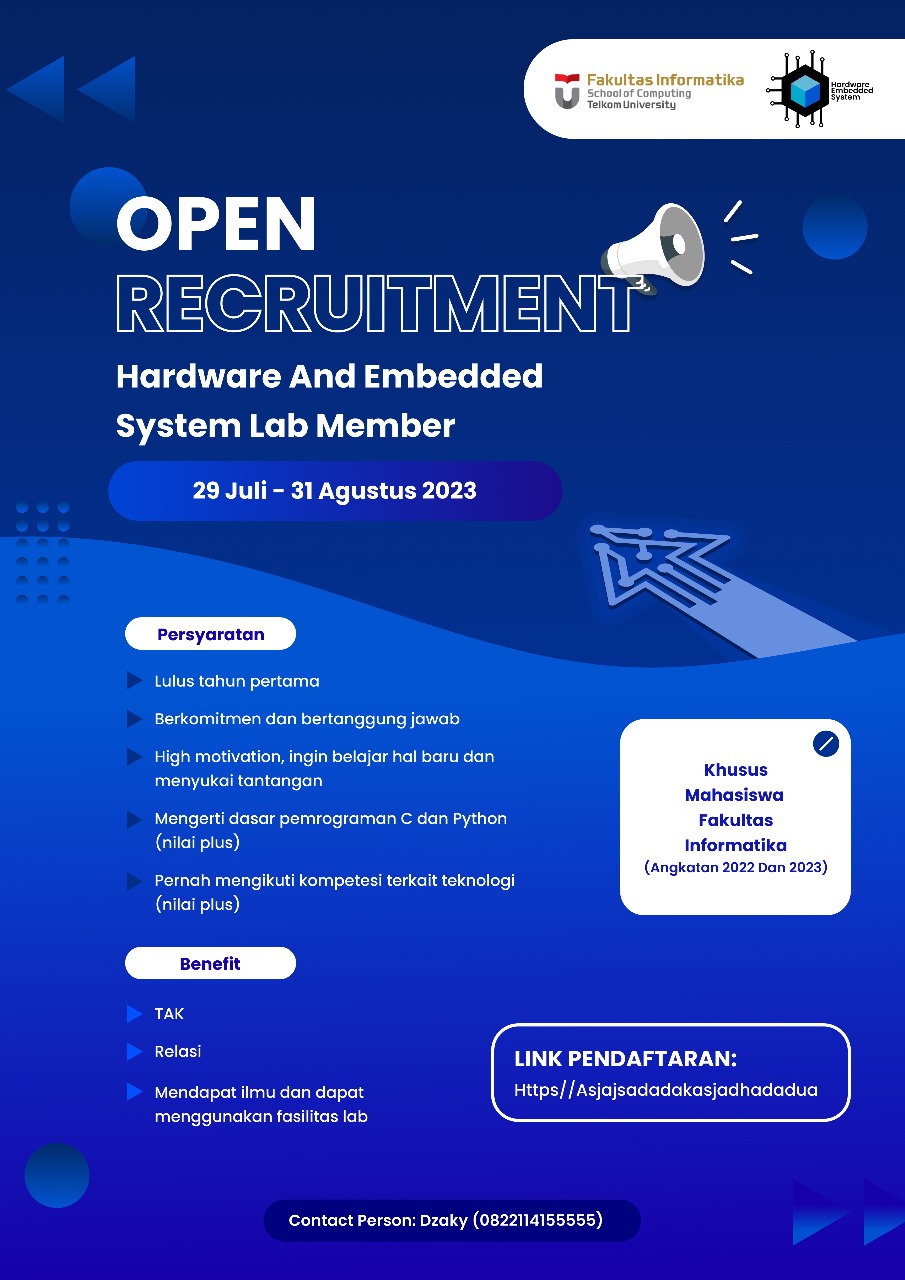 Fakultas Informatika
School of Computing
Telkom University
Hardware
Embedded
System
OPEN
RECRUITMENT
Hardware And Embedded
System Lab Member
29 Juli - 31 Agustus 2023
Persyaratan
Lulus tahun pertama
Berkomitmen dan bertanggung jawab
High motivation, ingin belajar hal baru dan
menyukai tantangan
Mengerti dasar pemrograman C dan Python
(nilai plus)
Pernah mengikuti kompetesi terkait teknologi
(nilai plus)
Khusus
Mahasiswa
Fakultas
Informatika
(Angkatan 2022 Dan 2023)
Benefit
TAK
Relasi
Mendapat ilmu dan dapat
menggunakan fasilitas lab
LINK PENDAFTARAN:
Https//Asjajsadadakasjadhadadua
Contact Person: Dzaky (0822114155555)